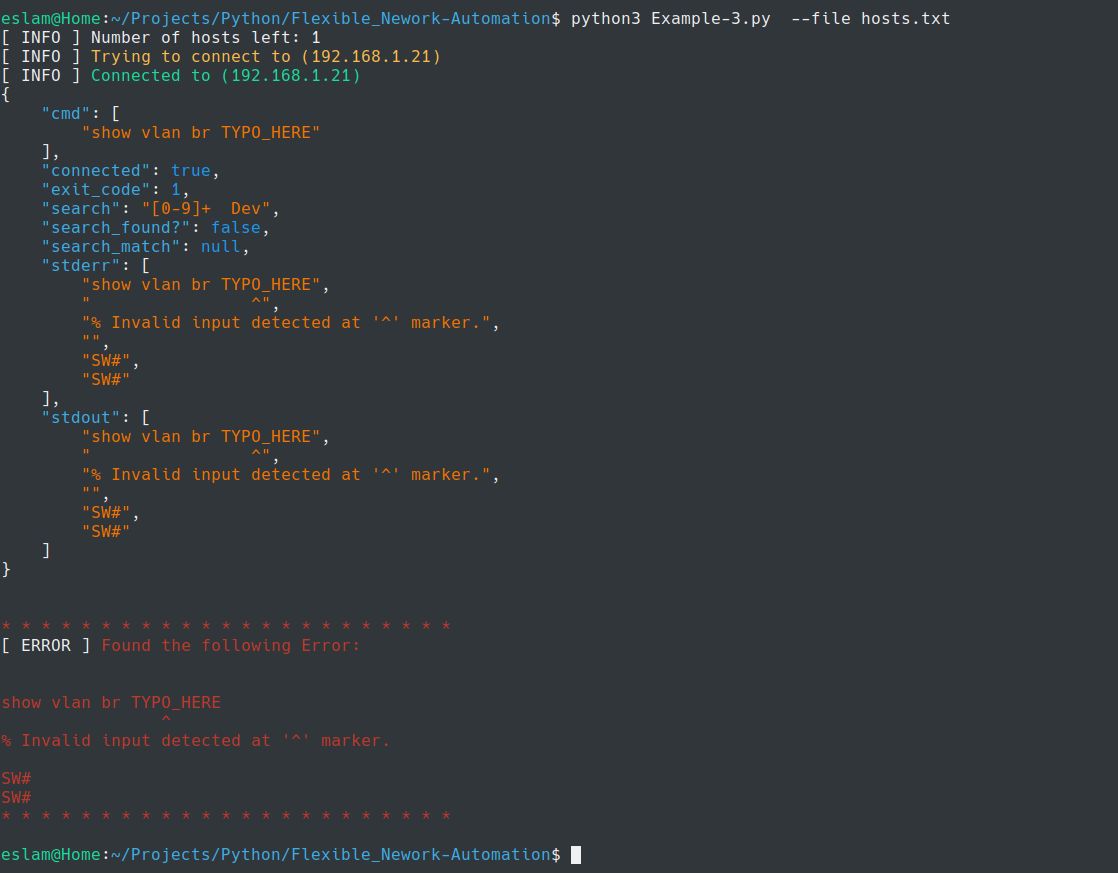 eslam@Home:~/Projects/Python/Flexible_Nework-Automation$ python3 Example-3.py  --file hosts.txt
[ INFO ] Number of hosts left: 1
[ INFO ] Trying to connect to (192.168.1.21)
[ INFO ] Connected to (192.168.1.21)
{
    "cmd": [
        "show vlan br TYPO_HERE"
    ],
    "connected": true,
    "exit_code": 1,
    "search": "[0-9]+  Dev",
    "search_found?": false,
    "search_match": null,
    "stderr": [
        "show vlan br TYPO_HERE",
        "                ^",
        "% Invalid input detected at '^' marker.",
        "",
        "SW#",
        "SW#"
    ],
    "stdout": [
        "show vlan br TYPO_HERE",
        "                ^",
        "% Invalid input detected at '^' marker.",
        "",
        "SW#",
        "SW#"
    ]
}
* * * * * * * * * * * * * * * * * * * * * * *
[ ERROR ] Found the following Error:
show vlan br TYPO_HERE
                ^
% Invalid input detected at '^' marker.
SW#
SW#
* * * * * * * * * * * * * * * * * * * * * * *
eslam@Home:~/Projects/Python/Flexible_Nework-Automation$